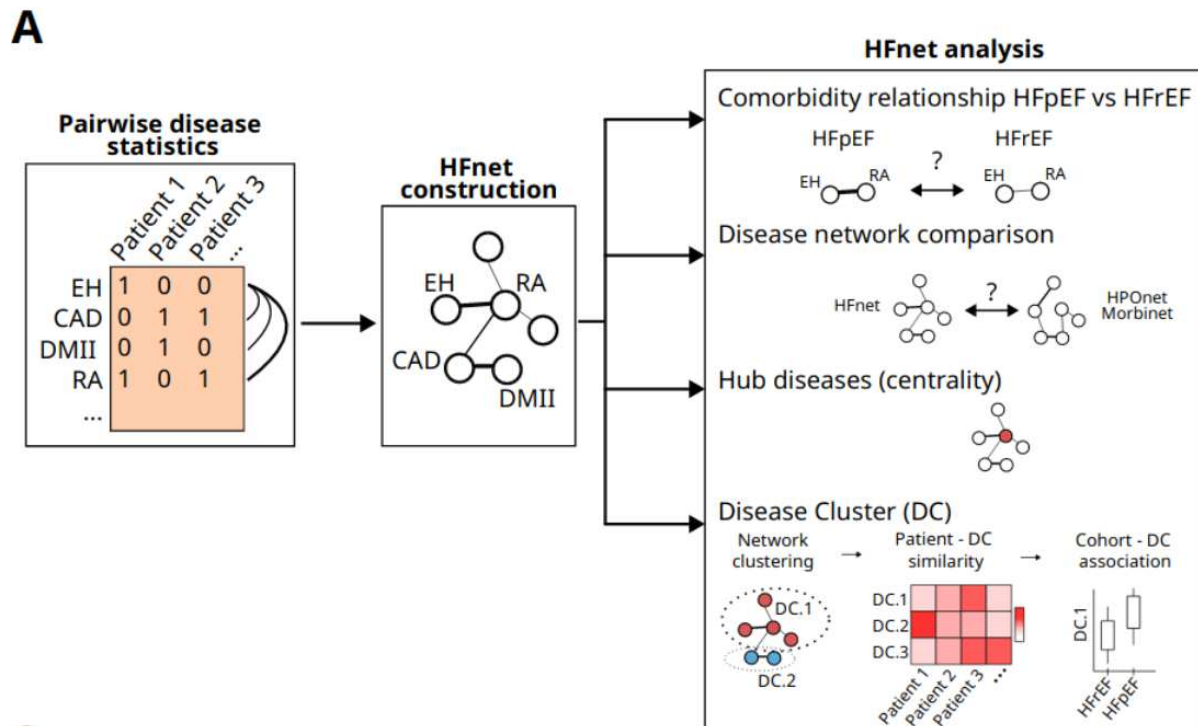 A
Pairwise disease
statistics
Patient 1
Patient 2
Patient 3
...
EH 1 0 0
CAD 0 1 1
DMII 0 1 0
RA 1 0 1
...
HFnet
construction
EH
RA
CAD
DMII
HFnet analysis
Comorbidity relationship HFpEF vs HFrEF
HFpEF
HFrEF
EH
RA
?
EH
RA
Disease network comparison
HFnet
?
HPOnet
Morbinet
Hub diseases (centrality)
Disease Cluster (DC)
Network
clustering
Patient - DC
similarity
Cohort - DC
association
DC.1
DC.2
DC.1
DC.2
DC.3
Patient 1
Patient 2
Patient 3
...
DC.1
HFrEF
HFpEF